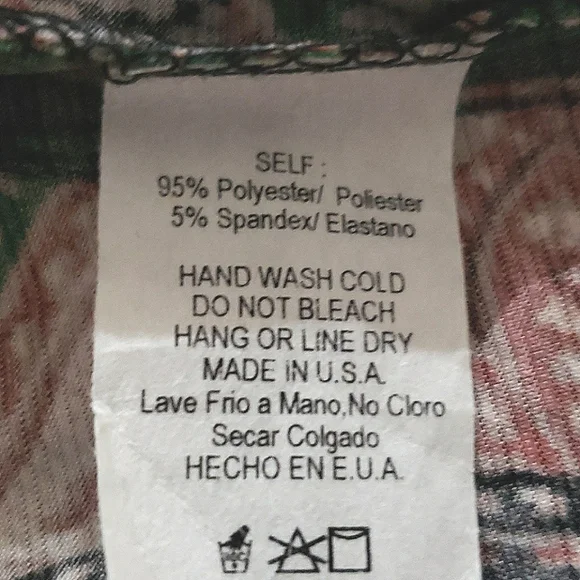 SELF :
95% Polyester/ Poliester
5% Spandex/ Elastano
HAND WASH COLD
DO NOT BLEACH
HANG OR LINE DRY
MADE IN U.S.A.
Lave Frio a Mano,No Cloro
Secar Colgado
HECHO EN E.U.A.